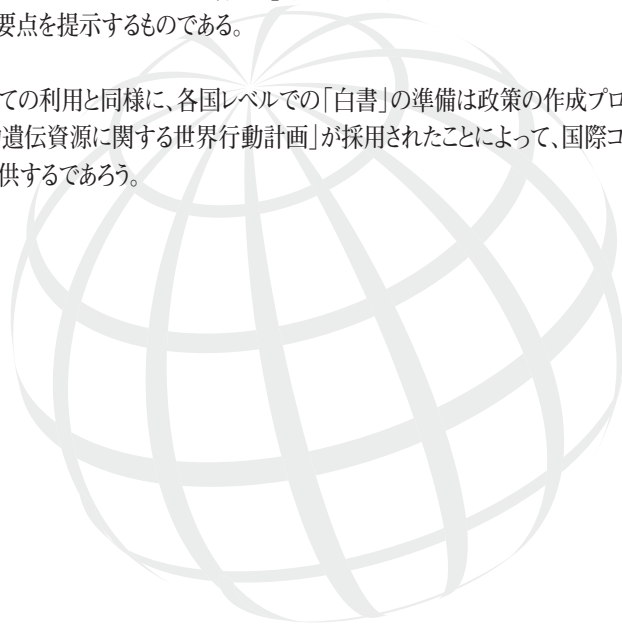 要点を提示するものである。
ての利用と同様に、各国レベルでの「白書」の準備は政策の作成プロ
遺伝資源に関する世界行動計画」が採用されたことによって、国際コ
供するであろう。